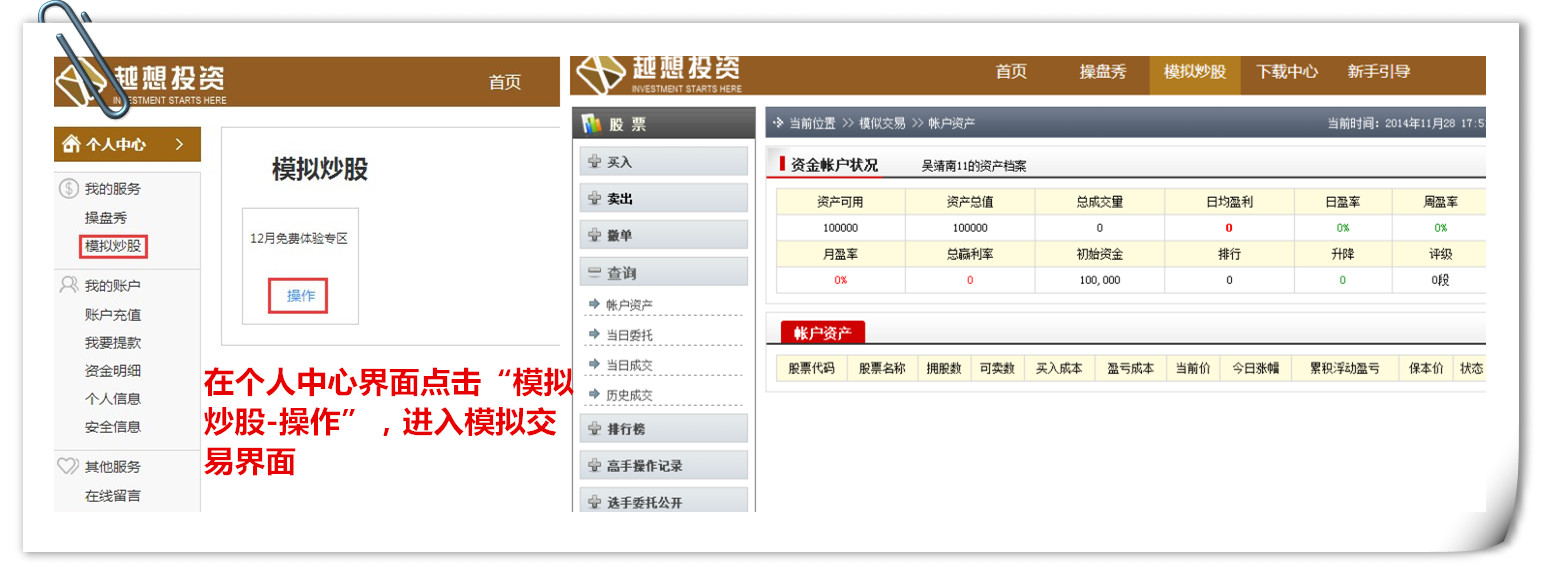 越想投资
INVESTMENT STARTS HERE
首页
个人中心
我的服务
操盘秀
模拟炒股
我的账户
账户充值
我要提款
资金明细
个人信息
安全信息
其他服务
在线留言
模拟炒股
12月免费体验专区
操作
在个人中心界面点击“模拟
炒股-操作”，进入模拟交
易界面
越想投资
INVESTMENT STARTS HERE
首页 操盘秀 模拟炒股 下载中心 新手引导
股票
买入
卖出
撤单
查询
帐户资产
当日委托
当日成交
历史成交
排行榜
高手操作记录
选手委托公开
当前位置 >> 模似交易 >> 帐户资产 当前时间：2014年11月28 17:5
资金帐户状况 吴清南11的资产档案
资产可用 资产总值 总成交量 日均盈利 日盈率 周盈率
100000 100000 0 0 0% 0%
月盈率 总赢利率 初始资金 排行 升降 评级
0% 0 100,000 0 0 0段
帐户资产
股票代码 股票名称 拥股数 可卖数 买入成本 盈亏成本 当前价 今日涨幅 累积浮动盈亏 保本价 状态